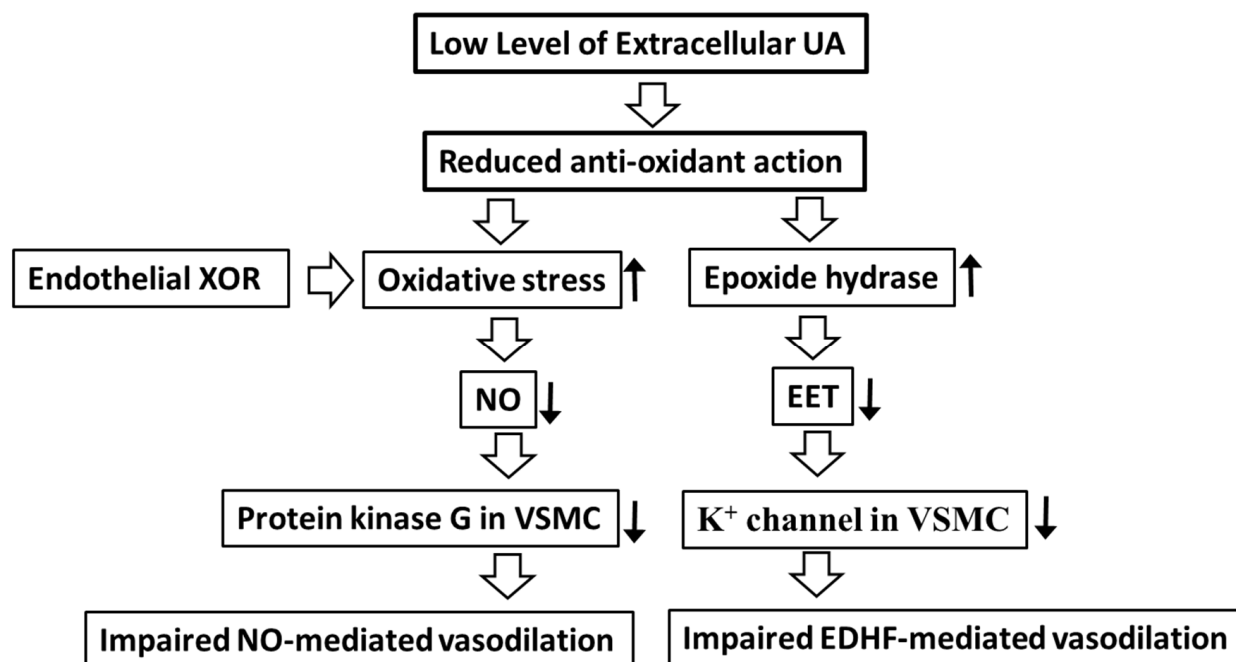 Low Level of Extracellular UA
Reduced anti-oxidant action
Endothelial XOR
Oxidative stress
Epoxide hydrase
NO
EET
Protein kinase G in VSMC
K⁺ channel in VSMC
Impaired NO-mediated vasodilation
Impaired EDHF-mediated vasodilation